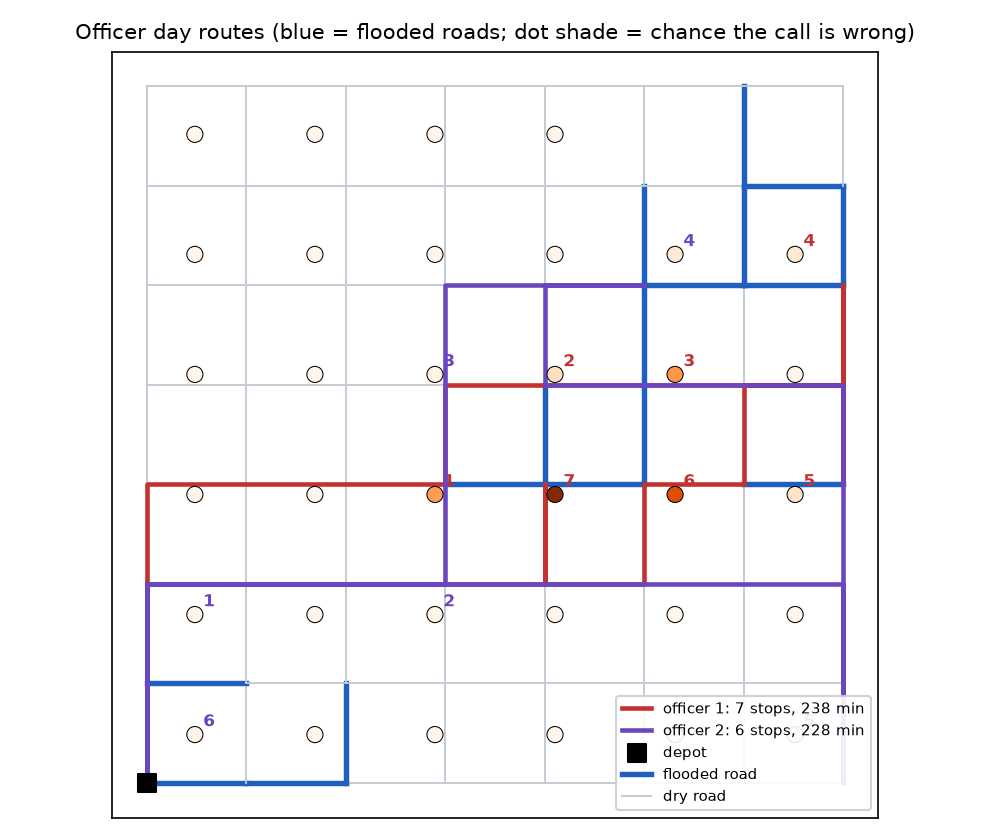 Officer day routes (blue = flooded roads; dot shade = chance the call is wrong)
4 4
3 2 3
1 7 6 5
1 2
6
officer 1: 7 stops, 238 min
officer 2: 6 stops, 228 min
depot
flooded road
dry road